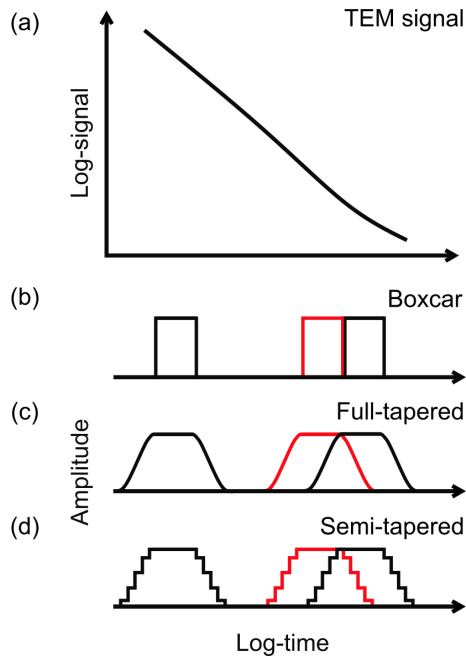 (a)
TEM signal
Log-signal
(b)
Boxcar
(c)
Full-tapered
Amplitude
(d)
Semi-tapered
Log-time